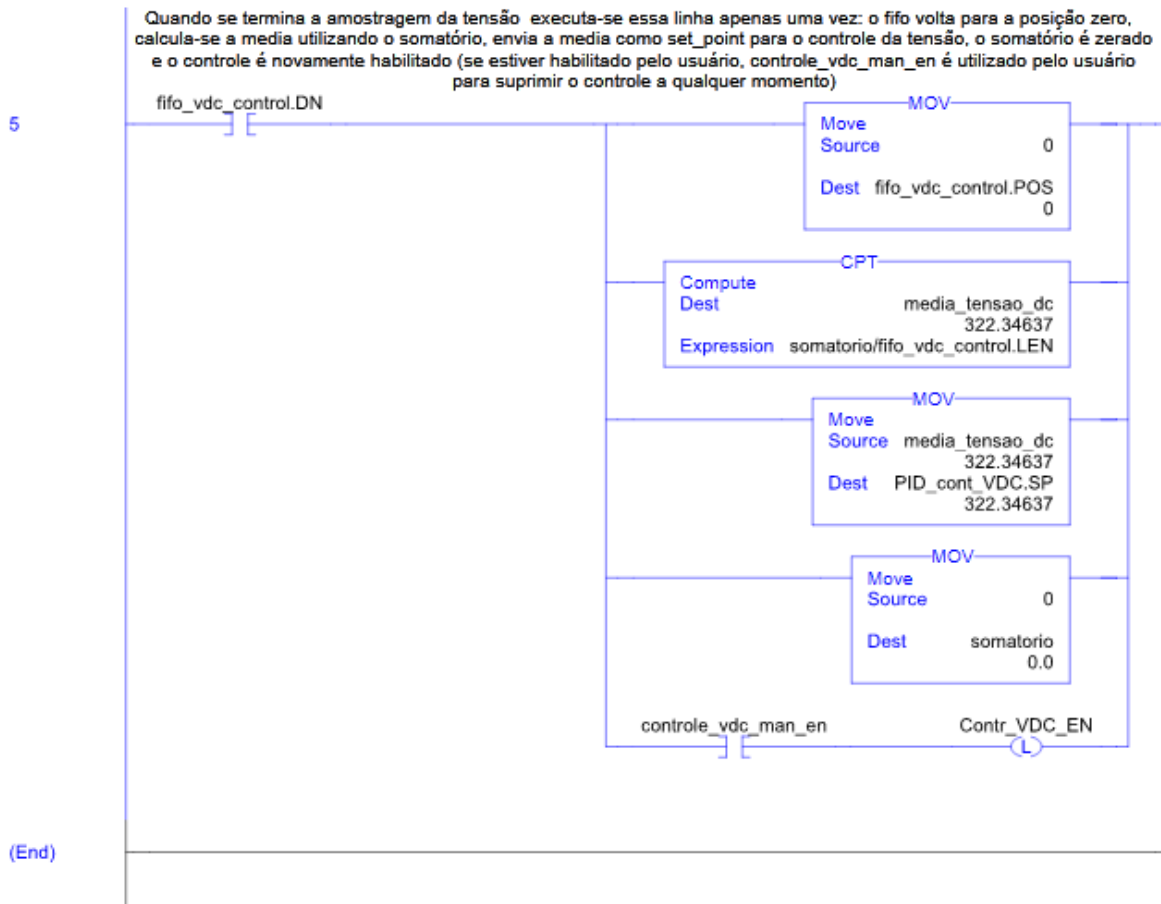 Quando se termina a amostragem da tensão executa-se essa linha apenas uma vez: o fifo volta para a posição zero,
calcula-se a media utilizando o somatório, envia a media como set_point para o controle da tensão, o somatório é zerado
e o controle é novamente habilitado (se estiver habilitado pelo usuário, controle_vdc_man_en é utilizado pelo usuário
para suprimir o controle a qualquer momento)
fifo_vdc_control.DN
5
MOV
Move
Source 0
Dest fifo_vdc_control.POS
0
CPT
Compute
Dest media_tensao_dc
322.34637
Expression somatorio/fifo_vdc_control.LEN
MOV
Move
Source media_tensao_dc
322.34637
Dest PID_cont_VDC.SP
322.34637
MOV
Move
Source 0
Dest somatorio
0.0
controle_vdc_man_en Contr_VDC_EN
L
(End)